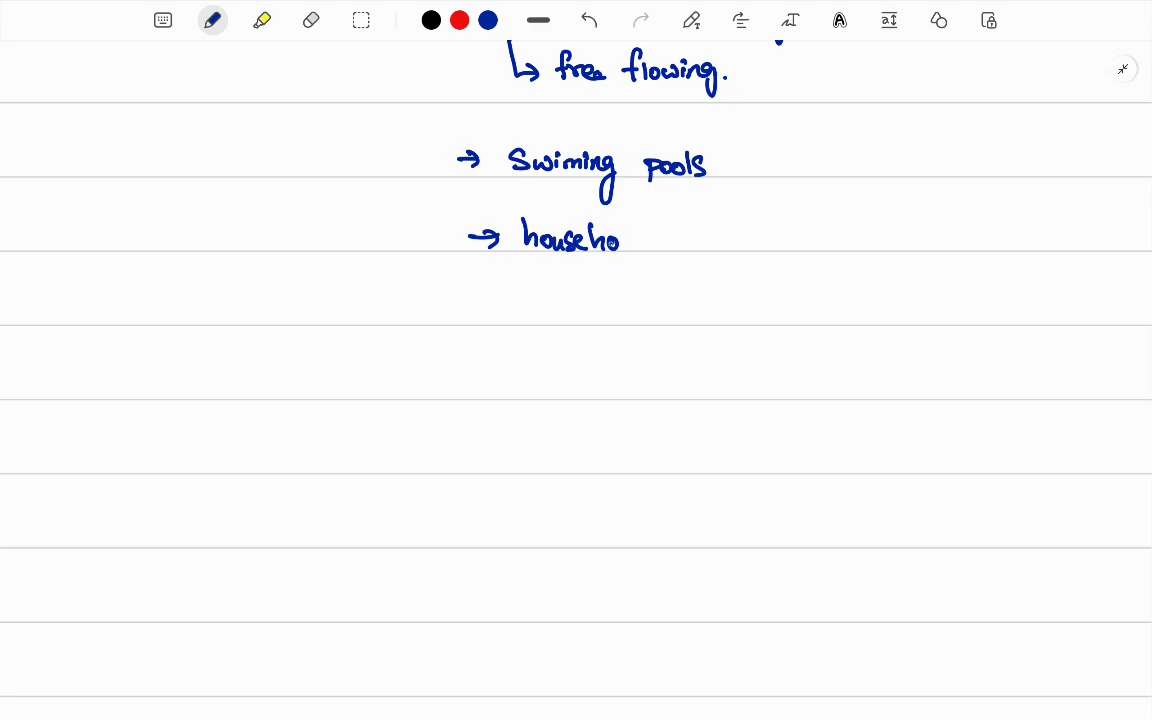 ↳ free flowing.
→ Swiming pools
→ househo